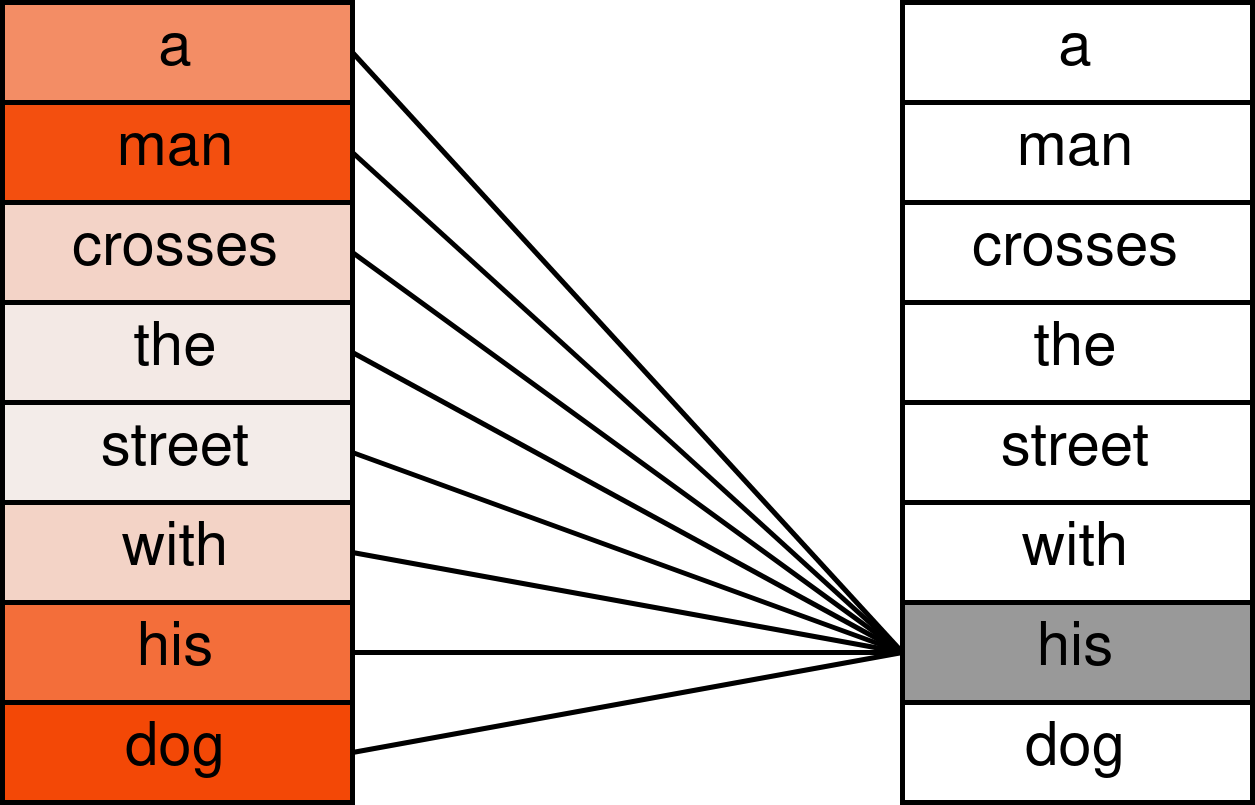 a
man
crosses
the
street
with
his
dog
a
man
crosses
the
street
with
his
dog